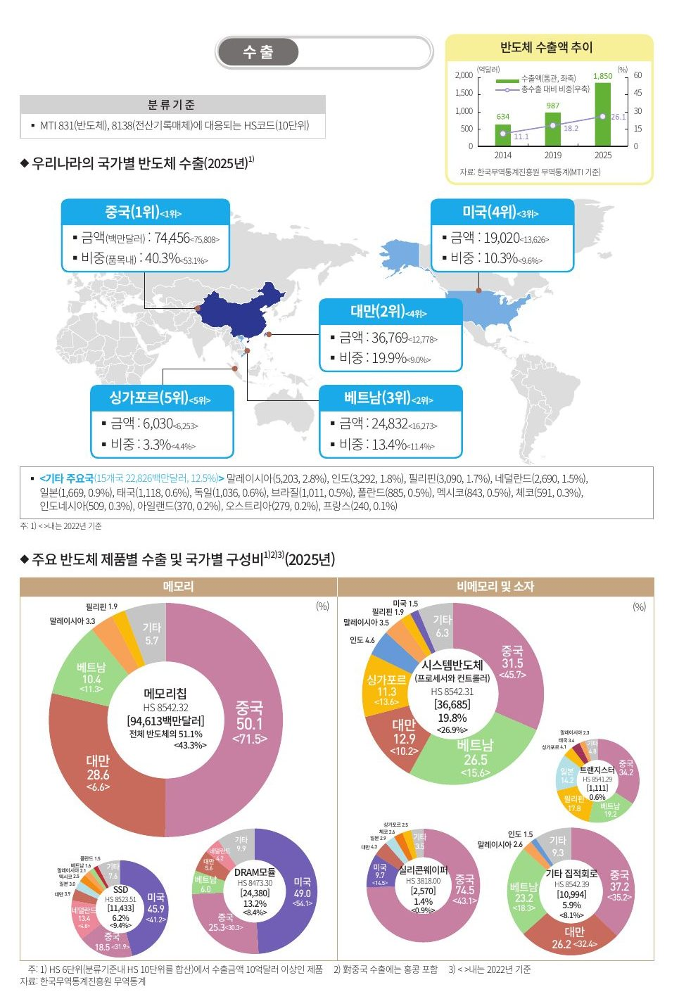 수 출
반도체 수출액 추이
(억달러)
(%)
수출액(통관, 좌축)
총수출 대비 비중(우축)
2,000
1,500
1,000
500
0
60
45
30
15
0
634
987
1,850
11.1
18.2
26.1
2014
2019
2025
자료: 한국무역통계진흥원 무역통계(MTI 기준)
분 류 기 준
▪ MTI 831(반도체), 8138(전산기록매체)에 대응되는 HS코드(10단위)
◆ 우리나라의 국가별 반도체 수출(2025년)1)
중국(1위)<1위>
▪ 금액(백만달러) : 74,456<75,808>
▪ 비중(품목내) : 40.3%<53.1%>
미국(4위)<3위>
▪ 금액 : 19,020<13,626>
▪ 비중 : 10.3%<9.6%>
대만(2위)<4위>
▪ 금액 : 36,769<12,778>
▪ 비중 : 19.9%<9.0%>
싱가포르(5위)<5위>
▪ 금액 : 6,030<6,253>
▪ 비중 : 3.3%<4.4%>
베트남(3위)<2위>
▪ 금액 : 24,832<16,273>
▪ 비중 : 13.4%<11.4%>
▪ <기타 주요국(15개국 22,826백만달러, 12.5%)> 말레이시아(5,203, 2.8%), 인도(3,292, 1.8%), 필리핀(3,090, 1.7%), 네덜란드(2,690, 1.5%),
일본(1,669, 0.9%), 태국(1,118, 0.6%), 독일(1,036, 0.6%), 브라질(1,011, 0.5%), 폴란드(885, 0.5%), 멕시코(843, 0.5%), 체코(591, 0.3%),
인도네시아(509, 0.3%), 아일랜드(370, 0.2%), 오스트리아(279, 0.2%), 프랑스(240, 0.1%)
주: 1) < >내는 2022년 기준
◆ 주요 반도체 제품별 수출 및 국가별 구성비1)2)3)(2025년)
메모리
(%)
메모리칩
HS 8542.32
[94,613백만달러]
전체 반도체의 51.1%
<43.3%>
중국
50.1
<71.5>
대만
28.6
<6.6>
베트남
10.4
<11.3>
말레이시아 3.3
필리핀 1.9
기타
5.7
SSD
HS 8523.51
[11,433]
6.2%
<9.4%>
미국
45.9
<41.2>
중국
18.5 <31.9>
네덜란드
13.4
<4.8>
대만 3.9
일본 3.0
멕시코 2.5
말레이시아 2.1
베트남 1.6
폴란드 1.5
기타
7.6
DRAM모듈
HS 8473.30
[24,380]
13.2%
<8.4%>
미국
49.0
<54.1>
중국
25.3<30.3>
베트남
6.0
대만
5.6
네덜란드
4.2
기타
9.9
비메모리 및 소자
(%)
시스템반도체
(프로세서와 컨트롤러)
HS 8542.31
[36,685]
19.8%
<26.9%>
중국
31.5
<45.7>
베트남
26.5
<15.6>
대만
12.9
<10.2>
싱가포르
11.3
<13.6>
인도 4.6
말레이시아 3.5
필리핀 1.9
미국 1.5
기타
6.3
트랜지스터
HS 8541.29
[1,111]
0.6%
중국
34.2
베트남
19.2
필리핀
17.8
일본
14.2
싱가포르 4.1
태국 3.4
말레이시아 2.3
기타
4.8
실리콘웨이퍼
HS 3818.00
[2,570]
1.4%
<0.9%>
중국
74.5
<43.1>
미국
9.7
<14.5>
대만 4.3
일본 2.9
체코 2.6
싱가포르 2.5
기타
3.5
기타 집적회로
HS 8542.39
[10,994]
5.9%
<8.1%>
중국
37.2
<35.2>
대만
26.2 <32.4>
베트남
23.2
<18.3>
말레이시아 2.6
인도 1.5
기타
9.3
주: 1) HS 6단위(분류기준내 HS 10단위를 합산)에서 수출금액 10억달러 이상인 제품 2) 對중국 수출에는 홍콩 포함 3) < >내는 2022년 기준
자료: 한국무역통계진흥원 무역통계